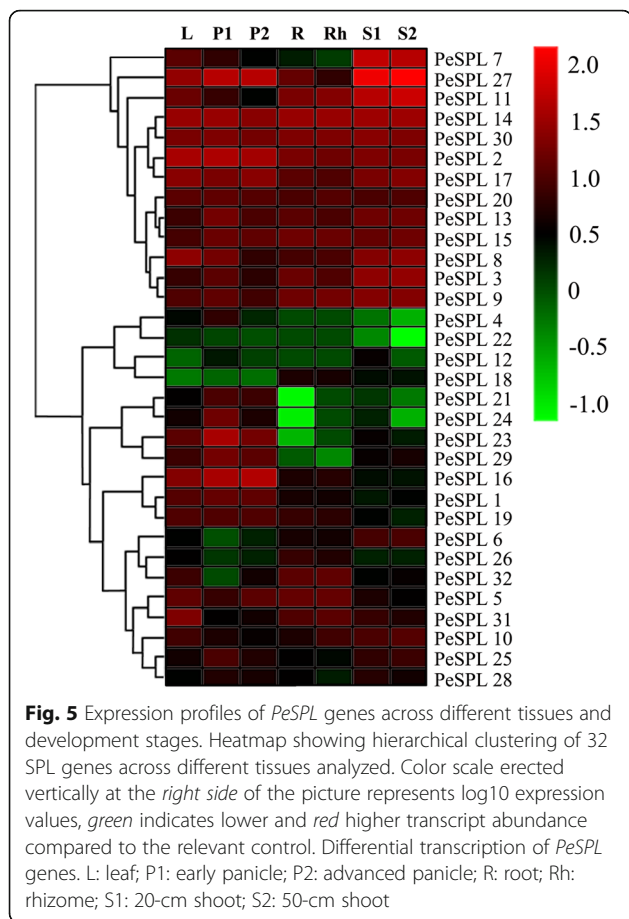 L P1 P2 R Rh S1 S2
PeSPL 7
PeSPL 27
PeSPL 11
PeSPL 14
PeSPL 30
PeSPL 2
PeSPL 17
PeSPL 20
PeSPL 13
PeSPL 15
PeSPL 8
PeSPL 3
PeSPL 9
PeSPL 4
PeSPL 22
PeSPL 12
PeSPL 18
PeSPL 21
PeSPL 24
PeSPL 23
PeSPL 29
PeSPL 16
PeSPL 1
PeSPL 19
PeSPL 6
PeSPL 26
PeSPL 32
PeSPL 5
PeSPL 31
PeSPL 10
PeSPL 25
PeSPL 28
2.0
1.5
1.0
0.5
0
-0.5
-1.0
Fig. 5 Expression profiles of PeSPL genes across different tissues and
development stages. Heatmap showing hierarchical clustering of 32
SPL genes across different tissues analyzed. Color scale erected
vertically at the right side of the picture represents log10 expression
values, green indicates lower and red higher transcript abundance
compared to the relevant control. Differential transcription of PeSPL
genes. L: leaf; P1: early panicle; P2: advanced panicle; R: root; Rh:
rhizome; S1: 20-cm shoot; S2: 50-cm shoot